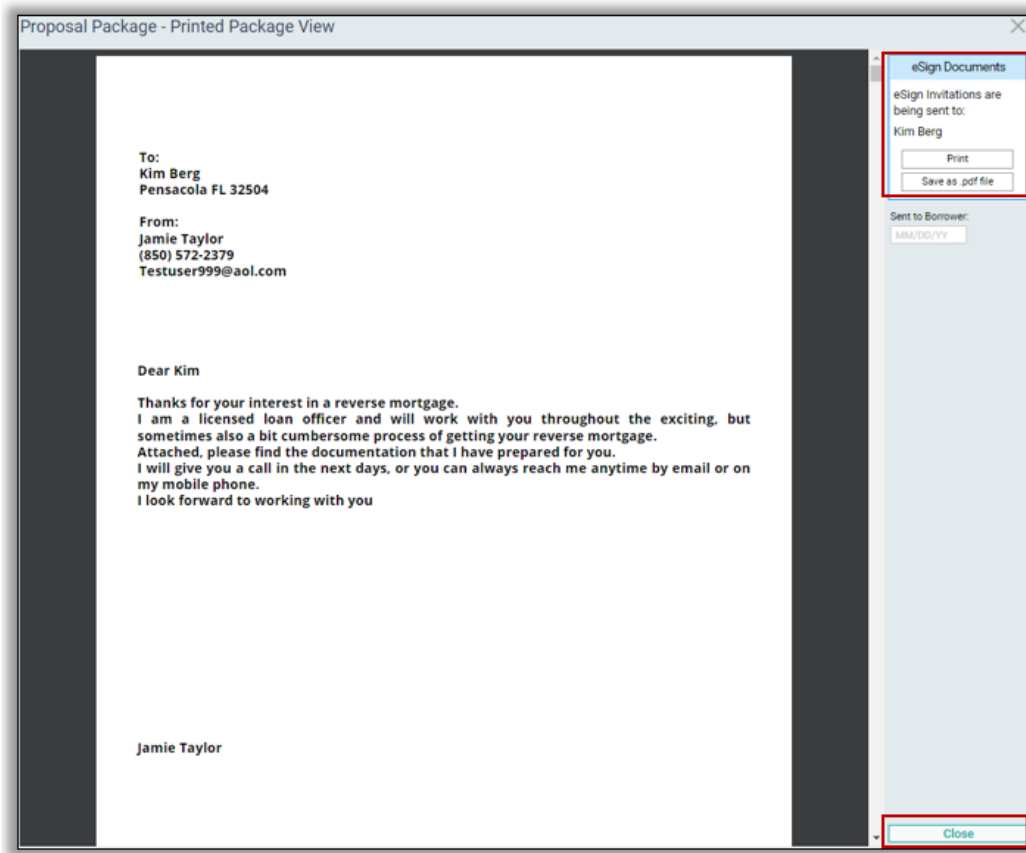 Proposal Package - Printed Package View
To:
Kim Berg
Pensacola FL 32504
From:
Jamie Taylor
(850) 572-2379
Testuser999@aol.com
Dear Kim
Thanks for your interest in a reverse mortgage.
I am a licensed loan officer and will work with you throughout the exciting, but
sometimes also a bit cumbersome process of getting your reverse mortgage.
Attached, please find the documentation that I have prepared for you.
I will give you a call in the next days, or you can always reach me anytime by email or on
my mobile phone.
I look forward to working with you
Jamie Taylor
eSign Documents
eSign Invitations are
being sent to:
Kim Berg
Print
Save as .pdf file
Sent to Borrower:
MM/DD/YY
Close